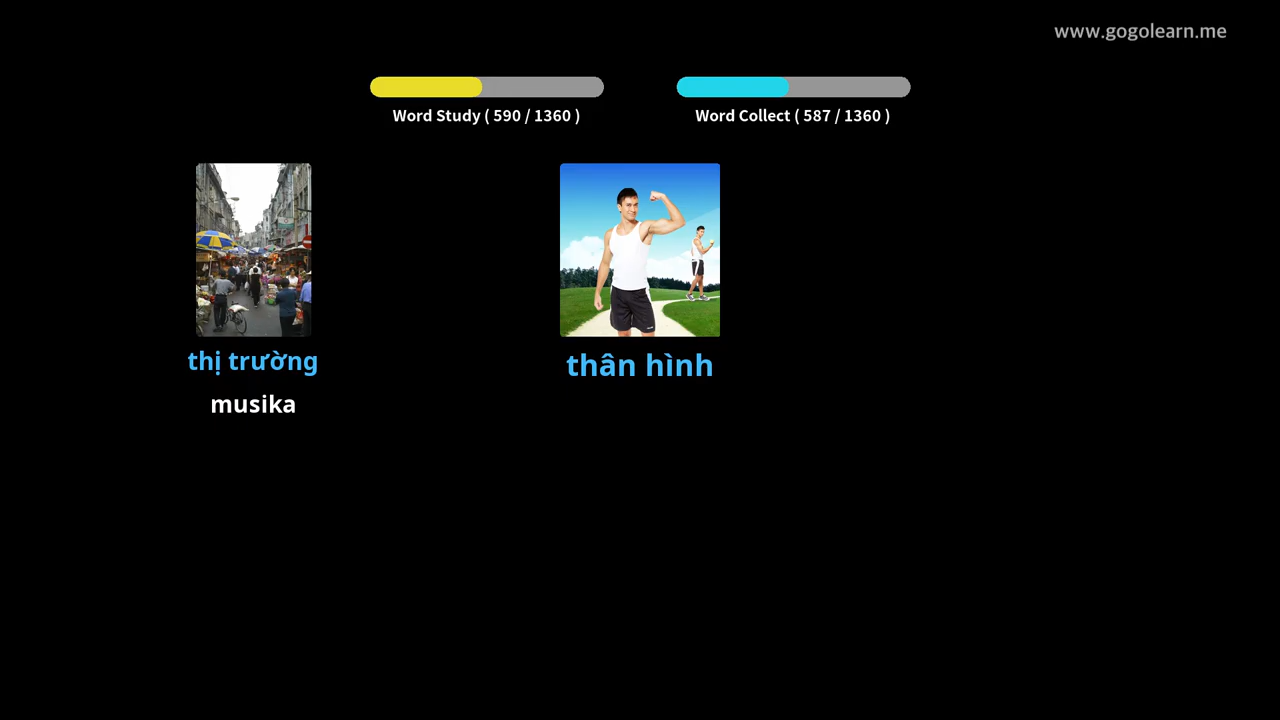 www.gogolearn.me
Word Study ( 590 / 1360 )
Word Collect ( 587 / 1360 )
thị trường
musika
thân hình